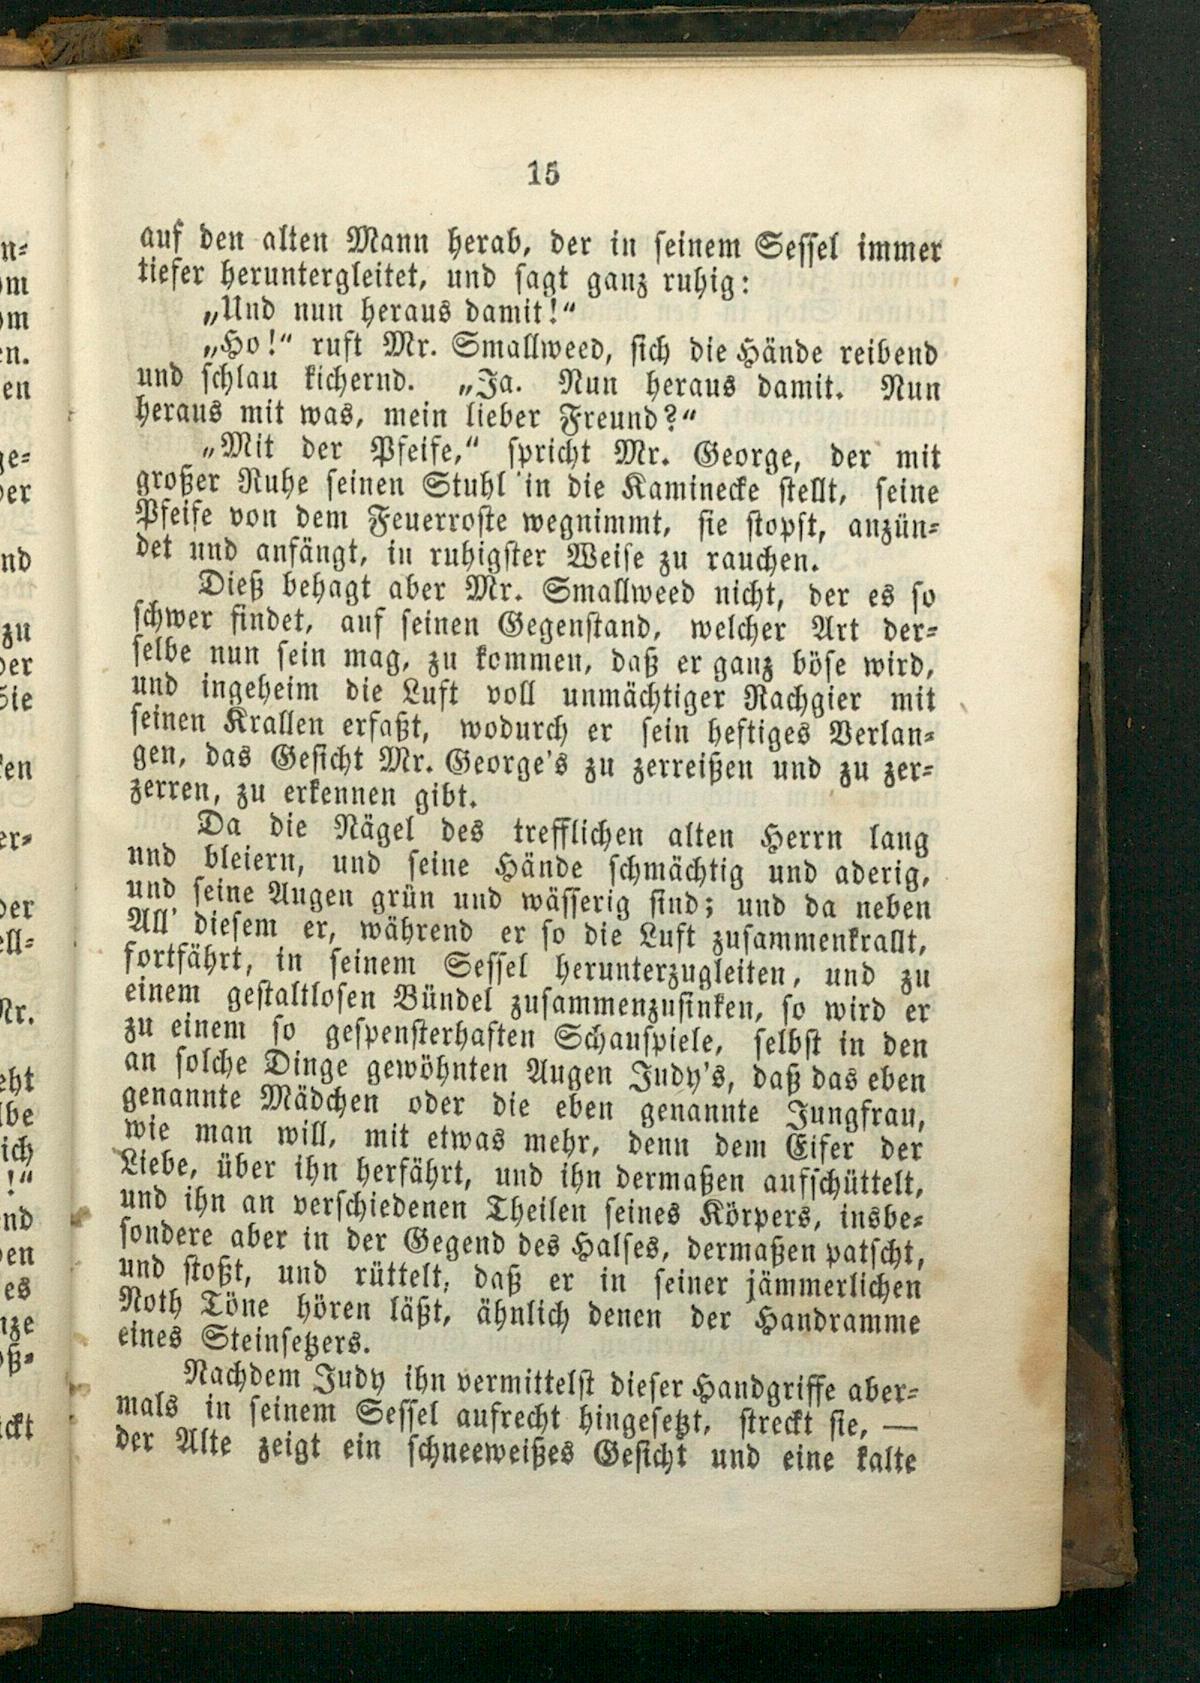 15
auf den alten Mann herab, der in seinem Sessel immer
tiefer heruntergleitet, und sagt ganz ruhig:
„Und nun heraus damit!“
„Ho!“ ruft Mr. Smallweed, sich die Hände reibend
und schlau kichernd. „Ja. Nun heraus damit. Nun
heraus mit was, mein lieber Freund?“
„Mit der Pfeife,“ spricht Mr. George, der mit
großer Ruhe seinen Stuhl in die Kaminecke stellt, seine
Pfeife von dem Feuerroste wegnimmt, sie stopft, anzün-
det und anfängt, in ruhigster Weise zu rauchen.
Dieß behagt aber Mr. Smallweed nicht, der es so
schwer findet, auf seinen Gegenstand, welcher Art der-
selbe nun sein mag, zu kommen, daß er ganz böse wird,
und ingeheim die Luft voll unmächtiger Rachgier mit
seinen Krallen erfaßt, wodurch er sein heftiges Verlan-
gen, das Gesicht Mr. George's zu zerreißen und zu zer-
zerren, zu erkennen gibt.
Da die Nägel des trefflichen alten Herrn lang
und bleiern, und seine Hände schmächtig und aderig,
und seine Augen grün und wässerig sind; und da neben
All' diesem er, während er so die Luft zusammenkrallt,
fortfährt, in seinem Sessel herunterzugleiten, und zu
einem gestaltlosen Bündel zusammenzusinken, so wird er
zu einem so gespensterhaften Schauspiele, selbst in den
an solche Dinge gewöhnten Augen Judy's, daß das eben
genannte Mädchen oder die eben genannte Jungfrau,
wie man will, mit etwas mehr, denn dem Eifer der
Liebe, über ihn herfährt, und ihn dermaßen aufschüttelt,
und ihn an verschiedenen Theilen seines Körpers, insbe-
sondere aber in der Gegend des Halses, dermaßen patscht,
und stoßt, und rüttelt, daß er in seiner jämmerlichen
Noth Töne hören läßt, ähnlich denen der Handramme
eines Steinsetzers.
Nachdem Judy ihn vermittelst dieser Handgriffe aber-
mals in seinem Sessel aufrecht hingesetzt, streckt sie, —
der Alte zeigt ein schneeweißes Gesicht und eine kalte